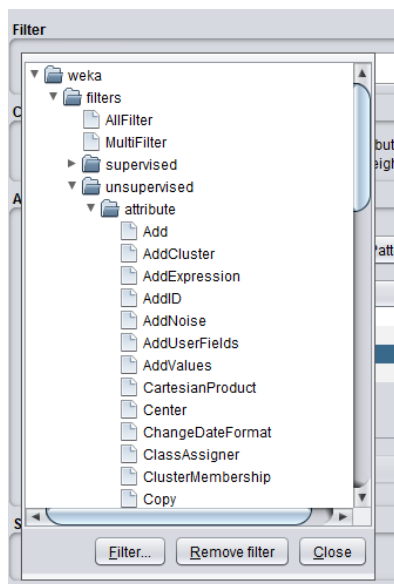 Filter
weka
filters
AllFilter
MultiFilter
supervised
unsupervised
attribute
Add
AddCluster
AddExpression
AddID
AddNoise
AddUserFields
AddValues
CartesianProduct
Center
ChangeDateFormat
ClassAssigner
ClusterMembership
Copy
Filter...
Remove filter
Close